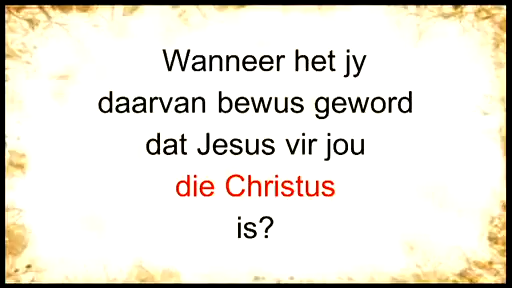 Wanneer het jy
daarvan bewus geword
dat Jesus vir jou
die Christus
is?